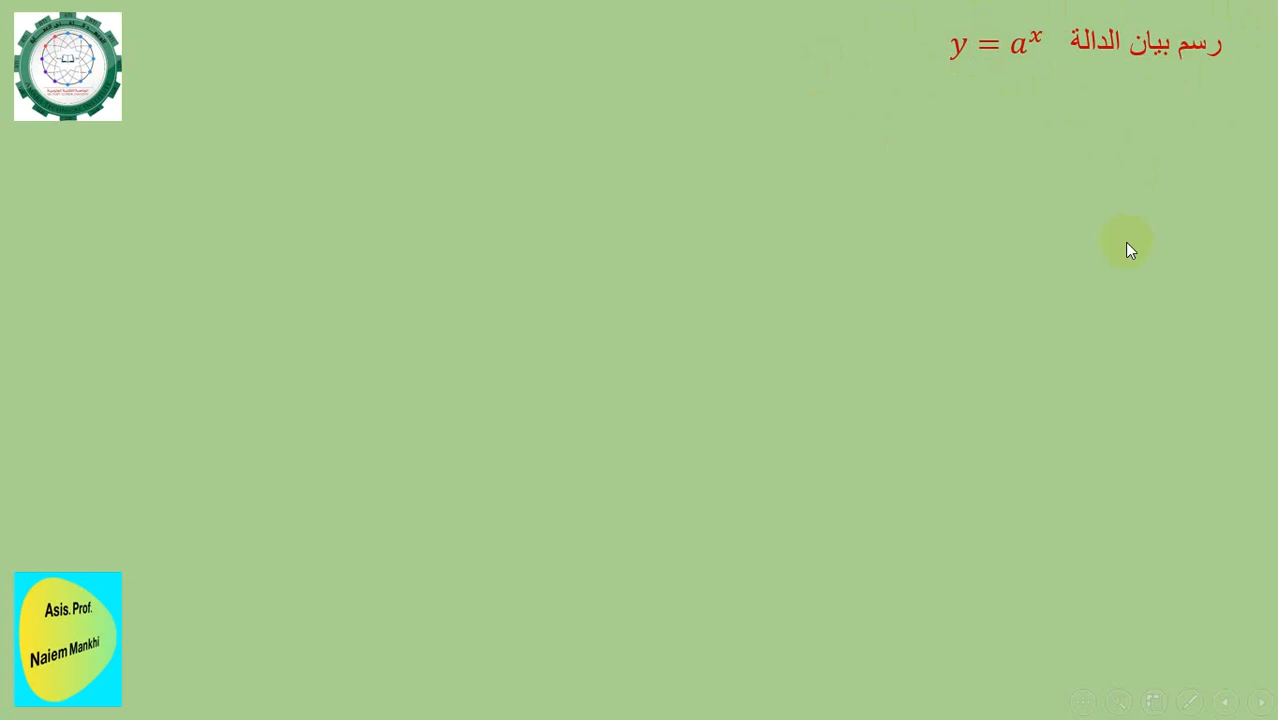 رسم بيان الدالة y = a^x
Asis. Prof.
Naiem Mankhi